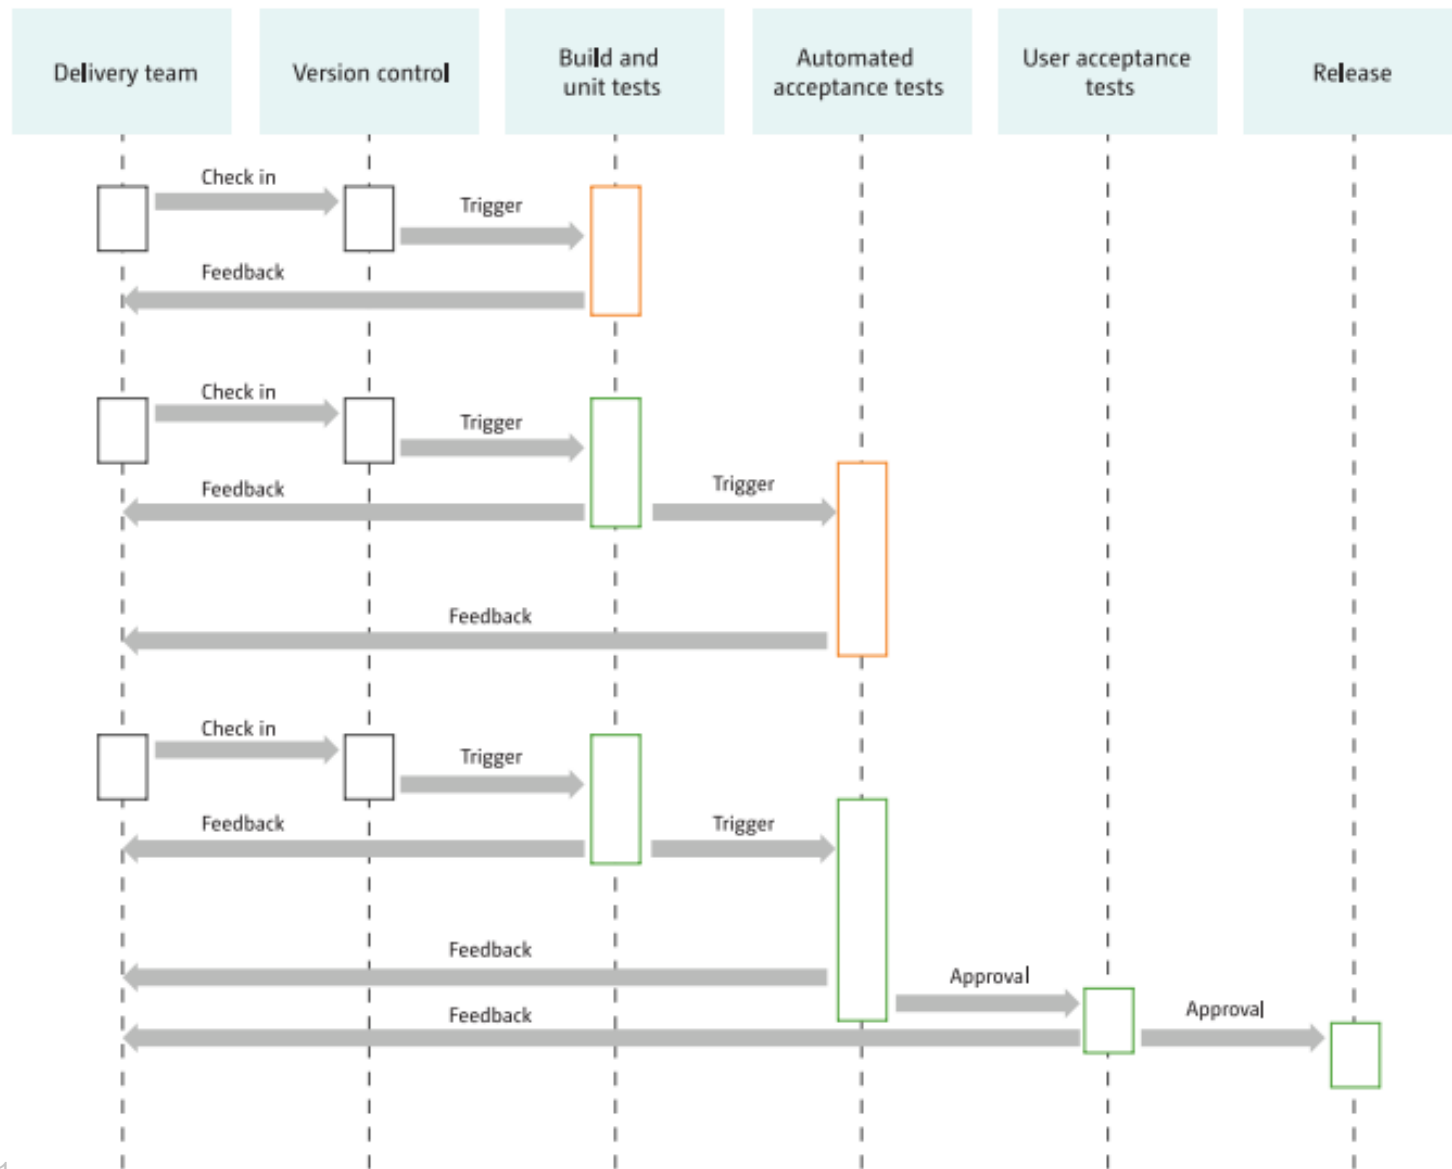 Delivery team
Version control
Build and
unit tests
Automated
acceptance tests
User acceptance
tests
Release
Check in
Trigger
Feedback
Check in
Trigger
Feedback
Trigger
Feedback
Check in
Trigger
Feedback
Trigger
Feedback
Approval
Feedback
Approval